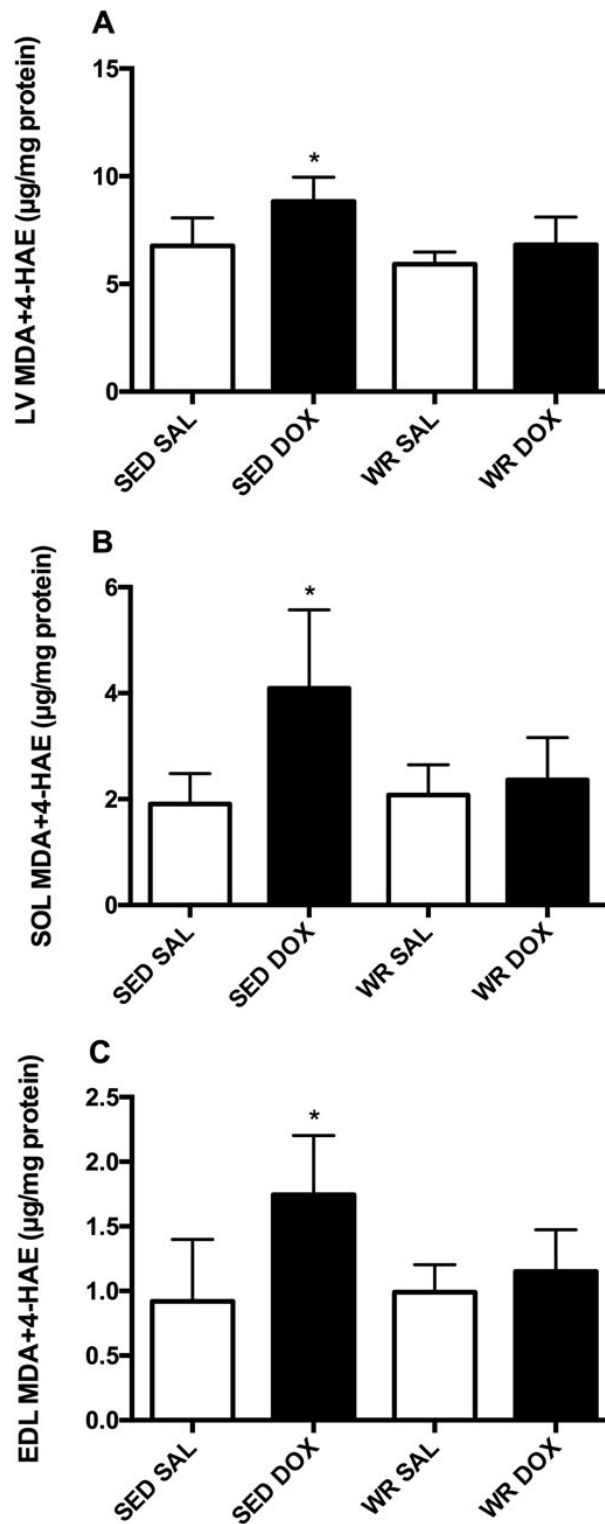 A
LV MDA+4-HAE (µg/mg protein)
15
10
5
0
*
SED SAL
SED DOX
WR SAL
WR DOX
B
SOL MDA+4-HAE (µg/mg protein)
6
4
2
0
*
SED SAL
SED DOX
WR SAL
WR DOX
C
EDL MDA+4-HAE (µg/mg protein)
2.5
2.0
1.5
1.0
0.5
0.0
*
SED SAL
SED DOX
WR SAL
WR DOX